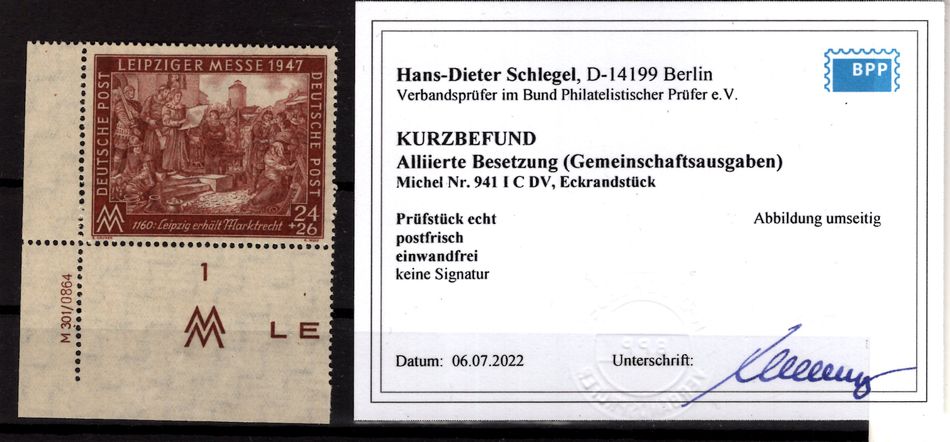 LEIPZIGER MESSE 1947
DEUTSCHE POST
DEUTSCHE POST
24
+26
1160: Leipzig erhält Marktrecht
1
M 301/0864
LE
Hans-Dieter Schlegel, D-14199 Berlin
Verbandsprüfer im Bund Philatelistischer Prüfer e.V.
BPP
KURZBEFUND
Alliierte Besetzung (Gemeinschaftsausgaben)
Michel Nr. 941 I C DV, Eckrandstück
Prüfstück echt
Abbildung umseitig
postfrisch
einwandfrei
keine Signatur
Datum: 06.07.2022
Unterschrift: